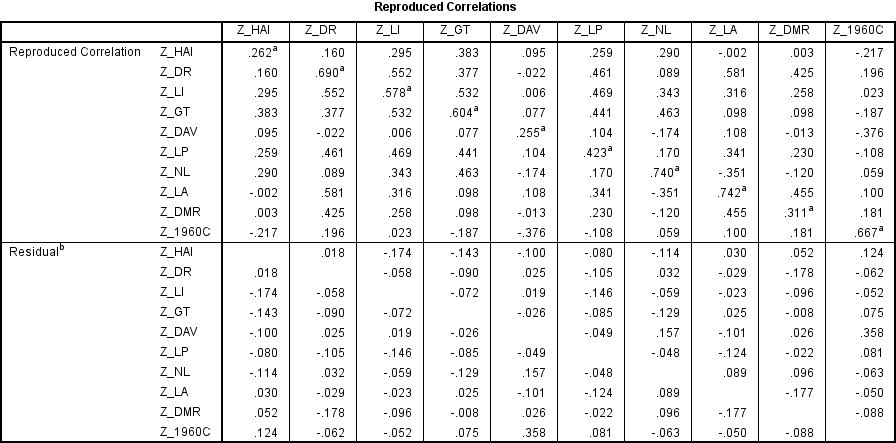 Reproduced Correlations
Z_HAI Z_DR Z_LI Z_GT Z_DAV Z_LP Z_NL Z_LA Z_DMR Z_1960C
Reproduced Correlation Z_HAI .262a .160 .295 .383 .095 .259 .290 -.002 .003 -.217
Z_DR .160 .690a .552 .377 -.022 .461 .089 .581 .425 .196
Z_LI .295 .552 .578a .532 .006 .469 .343 .316 .258 .023
Z_GT .383 .377 .532 .604a .077 .441 .463 .098 .098 -.187
Z_DAV .095 -.022 .006 .077 .255a .104 -.174 .108 -.013 -.376
Z_LP .259 .461 .469 .441 .104 .423a .170 .341 .230 -.108
Z_NL .290 .089 .343 .463 -.174 .170 .740a -.351 -.120 .059
Z_LA -.002 .581 .316 .098 .108 .341 -.351 .742a .455 .100
Z_DMR .003 .425 .258 .098 -.013 .230 -.120 .455 .311a .181
Z_1960C -.217 .196 .023 -.187 -.376 -.108 .059 .100 .181 .667a
Residualb Z_HAI .018 -.174 -.143 -.100 -.080 -.114 .030 .052 .124
Z_DR .018 -.058 -.090 .025 -.105 .032 -.029 -.178 -.062
Z_LI -.174 -.058 -.072 .019 -.146 -.059 -.023 -.096 -.052
Z_GT -.143 -.090 -.072 -.026 -.085 -.129 .025 -.008 .075
Z_DAV -.100 .025 .019 -.026 -.049 .157 -.101 .026 .358
Z_LP -.080 -.105 -.146 -.085 -.049 -.048 -.124 -.022 .081
Z_NL -.114 .032 -.059 -.129 .157 -.048 .089 .096 -.063
Z_LA .030 -.029 -.023 .025 -.101 -.124 .089 -.177 -.050
Z_DMR .052 -.178 -.096 -.008 .026 -.022 .096 -.177 -.088
Z_1960C .124 -.062 -.052 .075 .358 .081 -.063 -.050 -.088